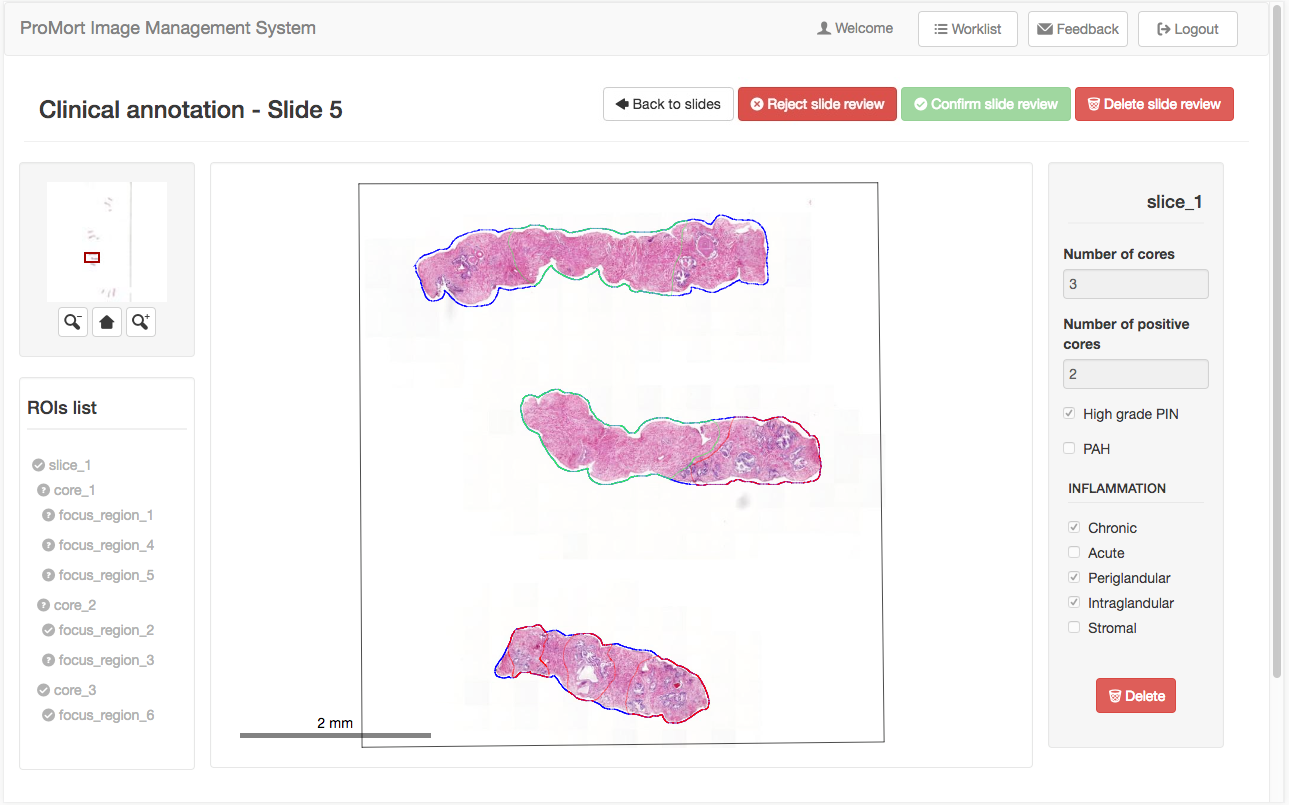 ProMort Image Management System
Welcome
Worklist
Feedback
Logout
Clinical annotation - Slide 5
Back to slides
Reject slide review
Confirm slide review
Delete slide review
ROIs list
slice_1
core_1
focus_region_1
focus_region_4
focus_region_5
core_2
focus_region_2
focus_region_3
core_3
focus_region_6
2 mm
slice_1
Number of cores
3
Number of positive
cores
2
High grade PIN
PAH
INFLAMMATION
Chronic
Acute
Periglandular
Intraglandular
Stromal
Delete